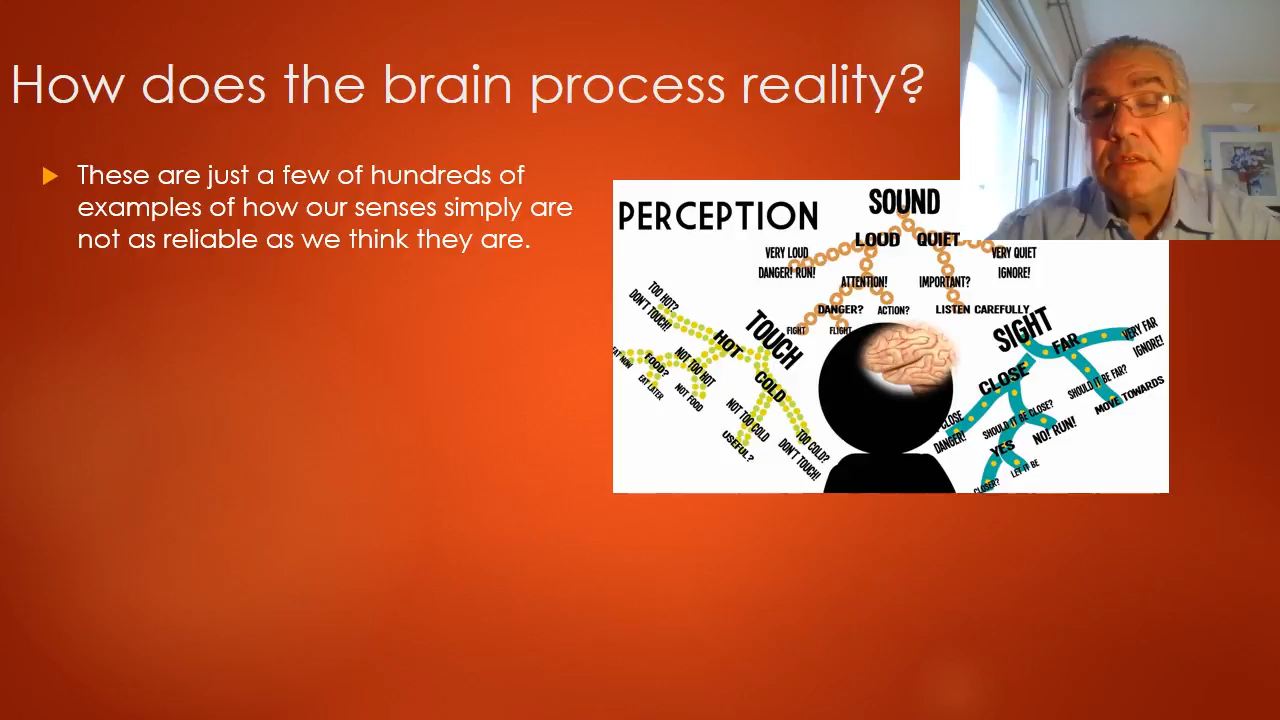 How does the brain process reality?
These are just a few of hundreds of
examples of how our senses simply are
not as reliable as we think they are.
PERCEPTION
SOUND
LOUD QUIET
VERY LOUD
DANGER! RUN!
VERY QUIET
IGNORE!
ATTENTION!
IMPORTANT?
DANGER?
ACTION?
LISTEN CAREFULLY
FIGHT
FLIGHT
TOUCH
HOT
TOO HOT?
DON'T TOUCH!
FOOD?
EAT LATER
NOT TOO HOT
NOT FOOD
COLD
NOT TOO COLD
USEFUL?
TOO COLD?
DON'T TOUCH!
SIGHT
FAR
VERY FAR
IGNORE!
SHOULD IT BE FAR?
MOVE TOWARDS
CLOSE
CLOSE
DANGER!
SHOULD IT BE CLOSE?
NO! RUN!
YES
LET IT BE
CLOSER?